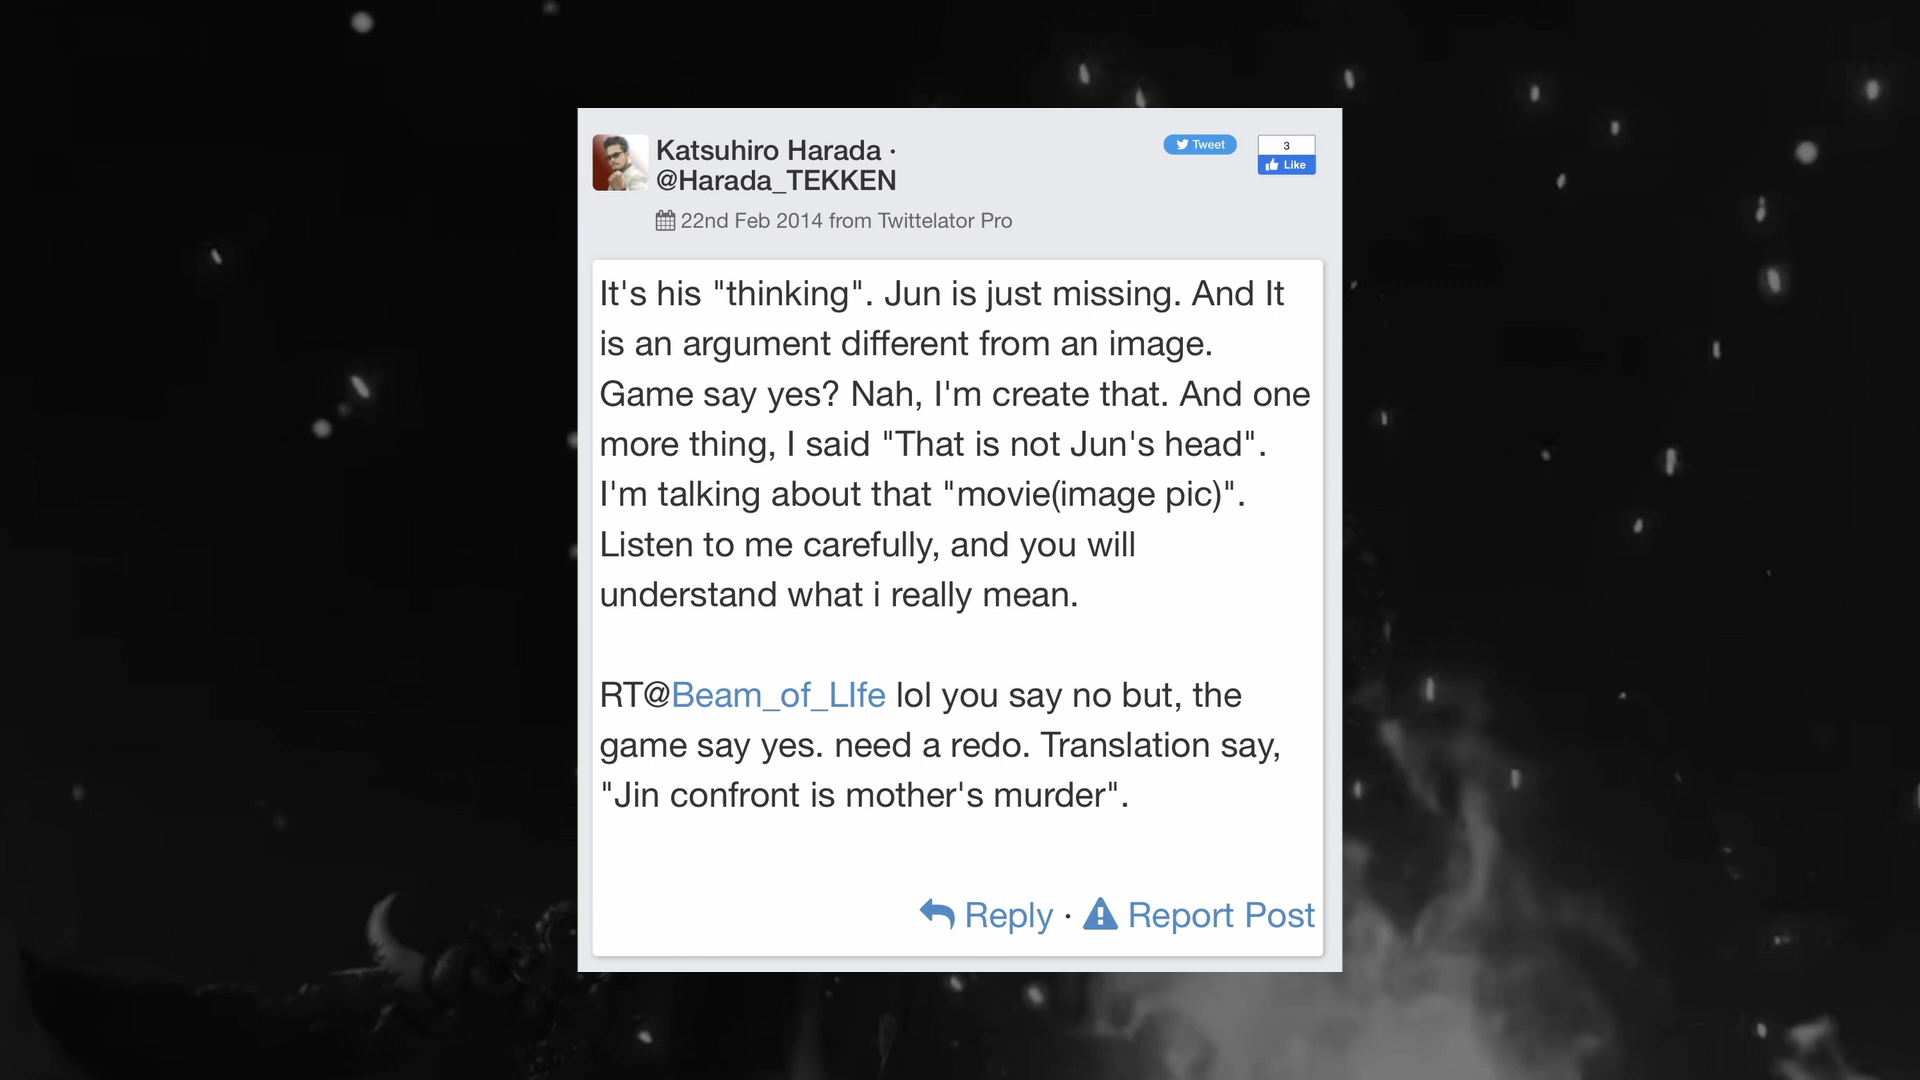 Katsuhiro Harada ·
@Harada_TEKKEN
Tweet
3
Like
22nd Feb 2014 from Twittelator Pro
It's his "thinking". Jun is just missing. And It
is an argument different from an image.
Game say yes? Nah, I'm create that. And one
more thing, I said "That is not Jun's head".
I'm talking about that "movie(image pic)".
Listen to me carefully, and you will
understand what i really mean.
RT@Beam_of_LIfe lol you say no but, the
game say yes. need a redo. Translation say,
"Jin confront is mother's murder".
Reply · Report Post